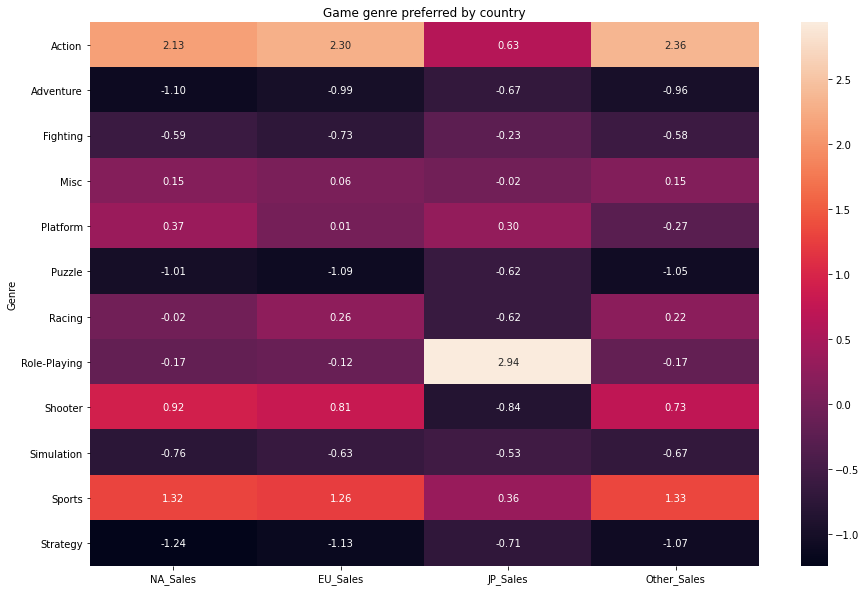 Game genre preferred by country
Genre
Action 2.13 2.30 0.63 2.36
Adventure -1.10 -0.99 -0.67 -0.96
Fighting -0.59 -0.73 -0.23 -0.58
Misc 0.15 0.06 -0.02 0.15
Platform 0.37 0.01 0.30 -0.27
Puzzle -1.01 -1.09 -0.62 -1.05
Racing -0.02 0.26 -0.62 0.22
Role-Playing -0.17 -0.12 2.94 -0.17
Shooter 0.92 0.81 -0.84 0.73
Simulation -0.76 -0.63 -0.53 -0.67
Sports 1.32 1.26 0.36 1.33
Strategy -1.24 -1.13 -0.71 -1.07
NA_Sales EU_Sales JP_Sales Other_Sales
2.5
2.0
1.5
1.0
0.5
0.0
−0.5
−1.0